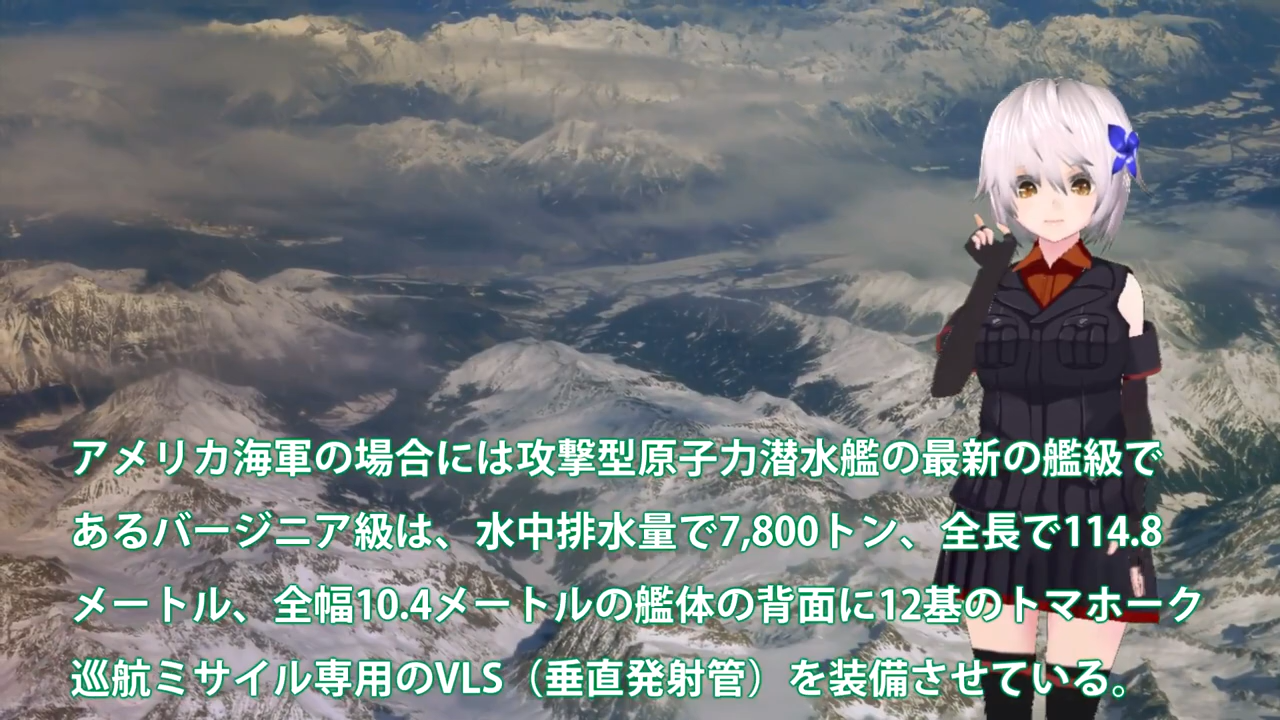 アメリカ海軍の場合には攻撃型原子力潜水艦の最新の艦級で
あるバージニア級は、水中排水量で7,800トン、全長で114.8
メートル、全幅10.4メートルの艦体の背面に12基のトマホーク
巡航ミサイル専用のVLS（垂直発射管）を装備させている。